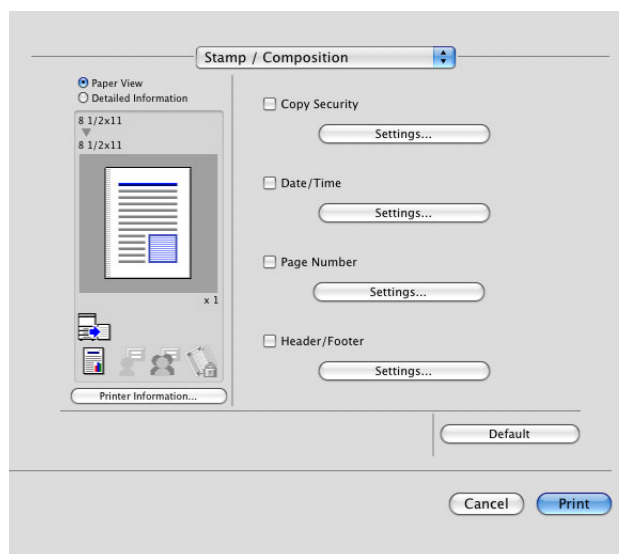 Stamp / Composition
Paper View
Detailed Information
8 1/2x11
8 1/2x11
x 1
Printer Information...
Copy Security
Settings...
Date/Time
Settings...
Page Number
Settings...
Header/Footer
Settings...
Default
Cancel
Print